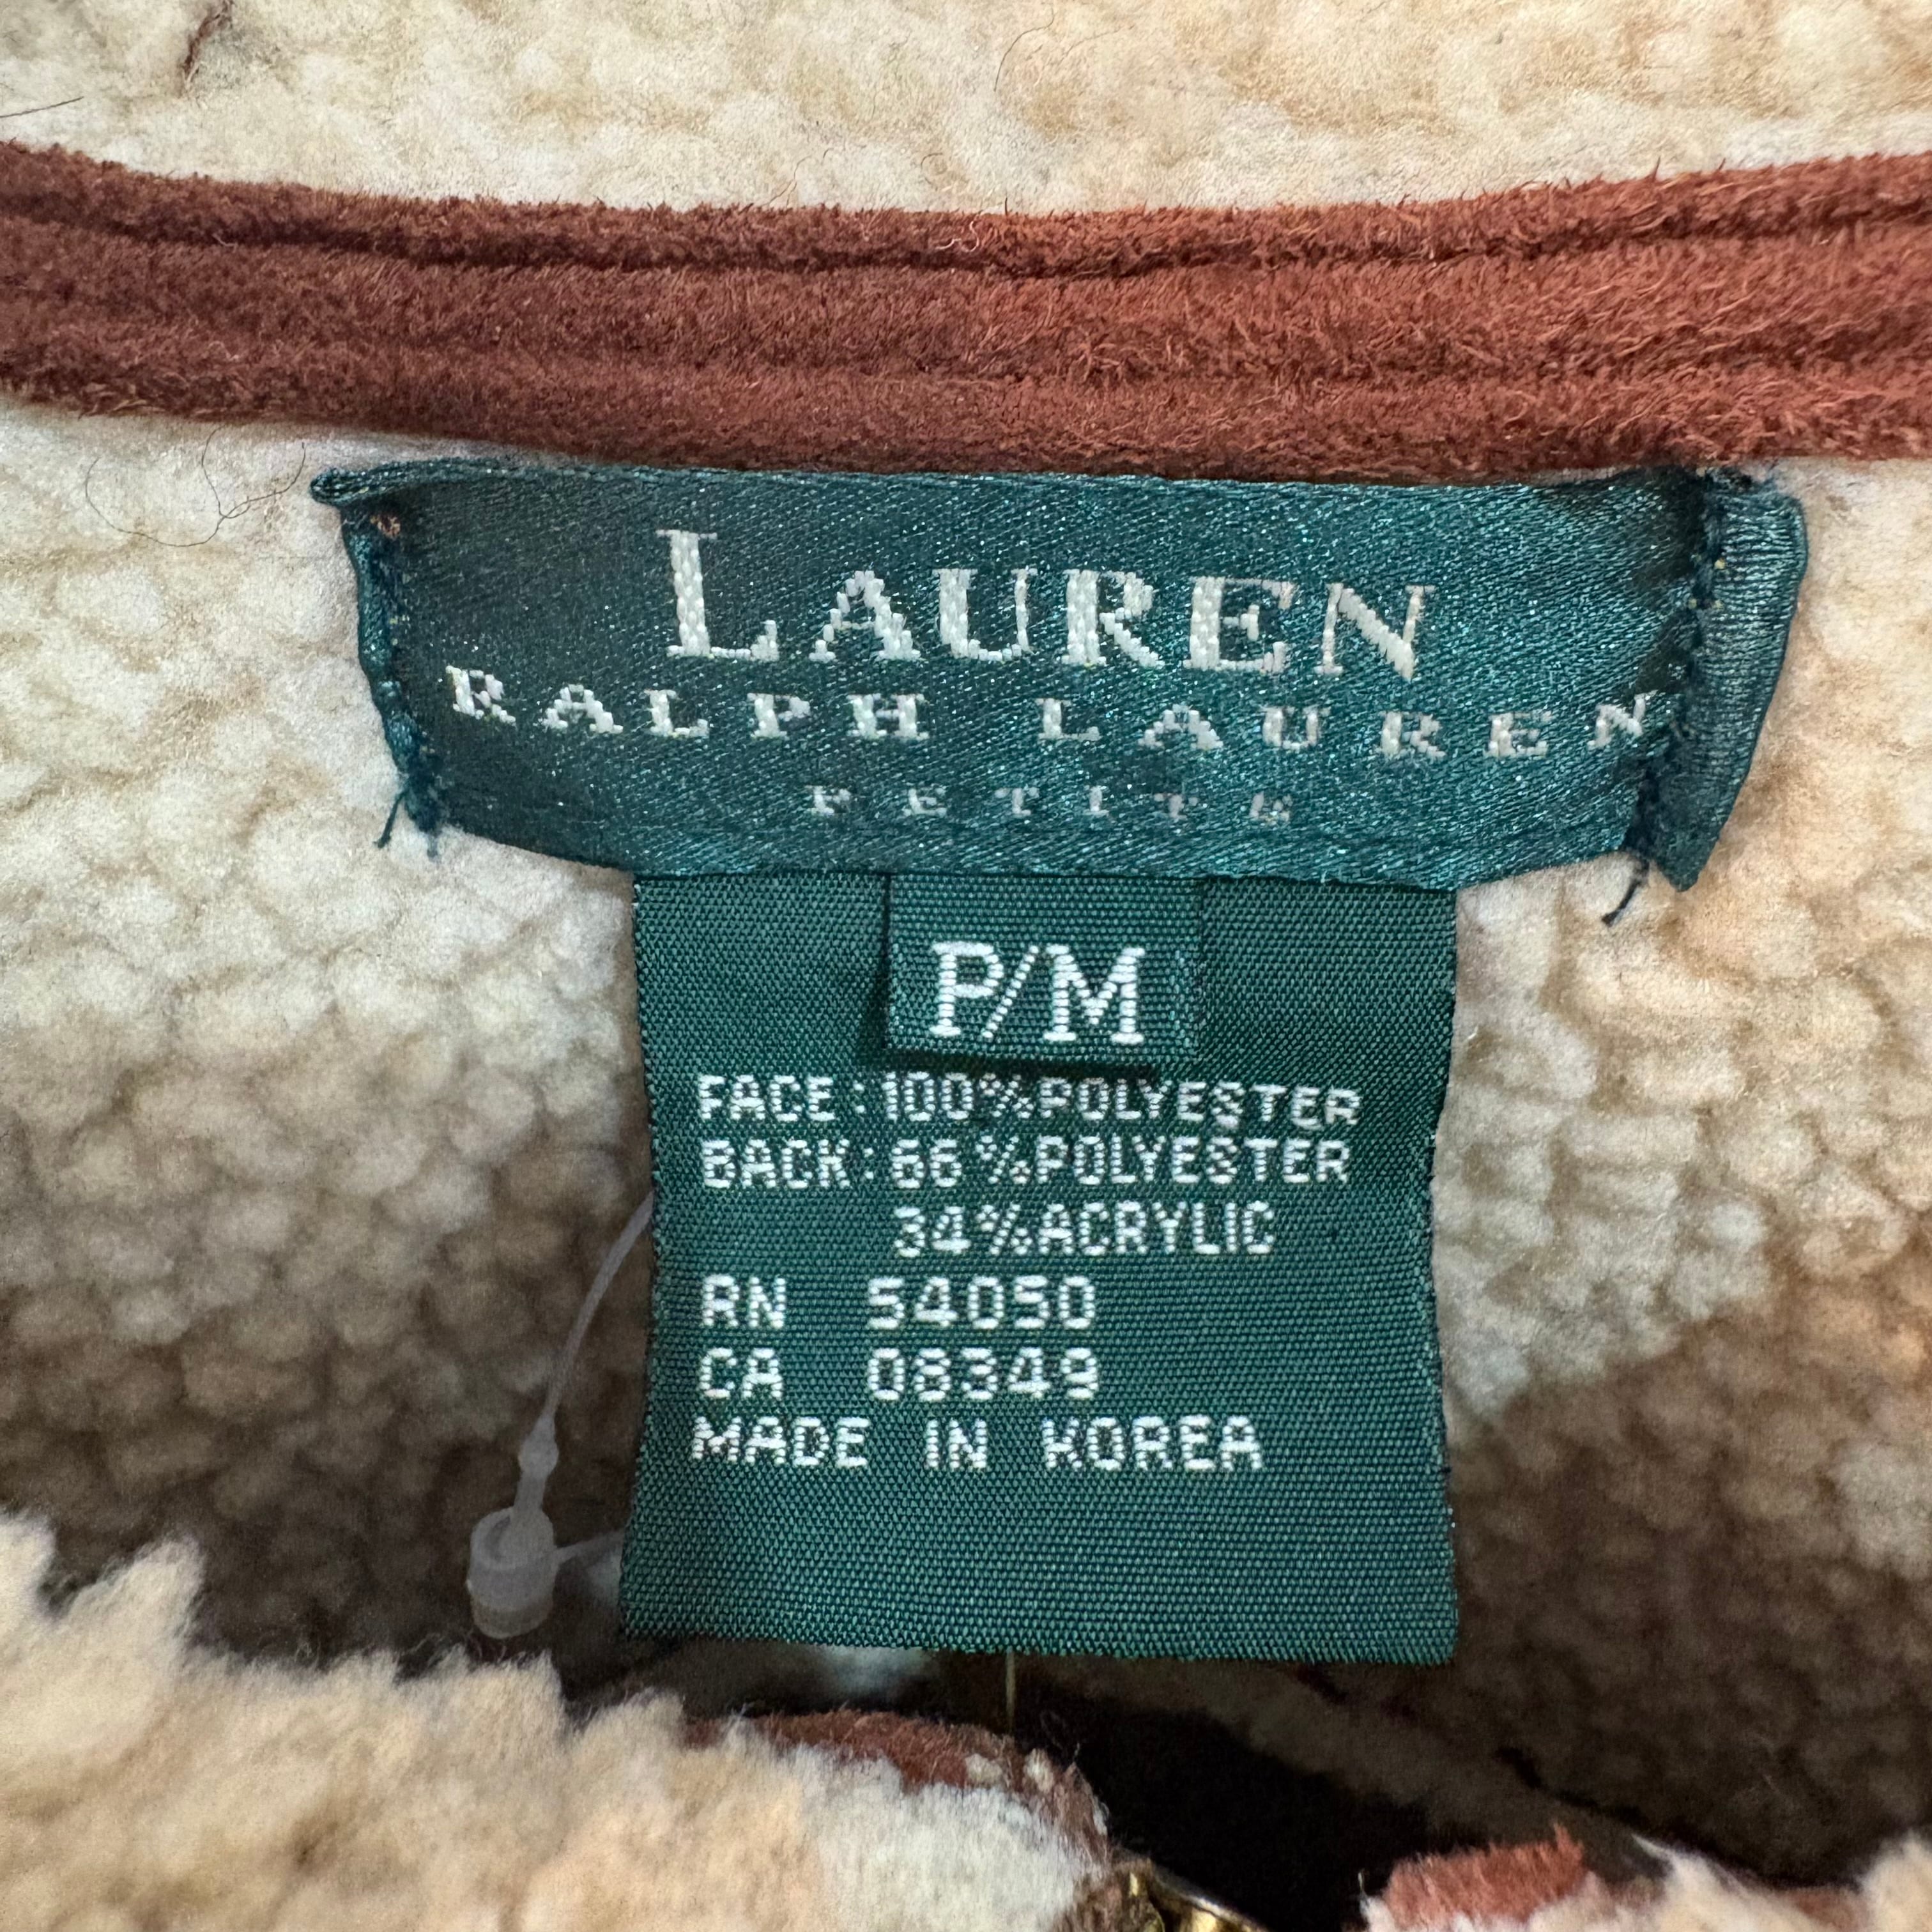 LAUREN
RALPH LAUREN
PETITE
P/M
FACE: 100% POLYESTER
BACK: 66% POLYESTER
34% ACRYLIC
RN 54050
CA 08349
MADE IN KOREA